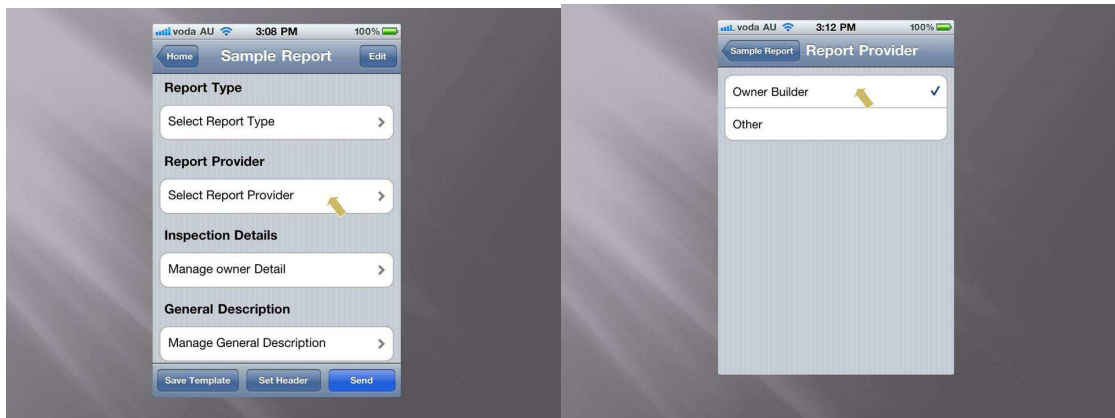 voda AU 3:08 PM 100%
Home Sample Report Edit
Report Type
Select Report Type
Report Provider
Select Report Provider
Inspection Details
Manage owner Detail
General Description
Manage General Description
Save Template Set Header Send
voda AU 3:12 PM 100%
Sample Report Report Provider
Owner Builder
Other